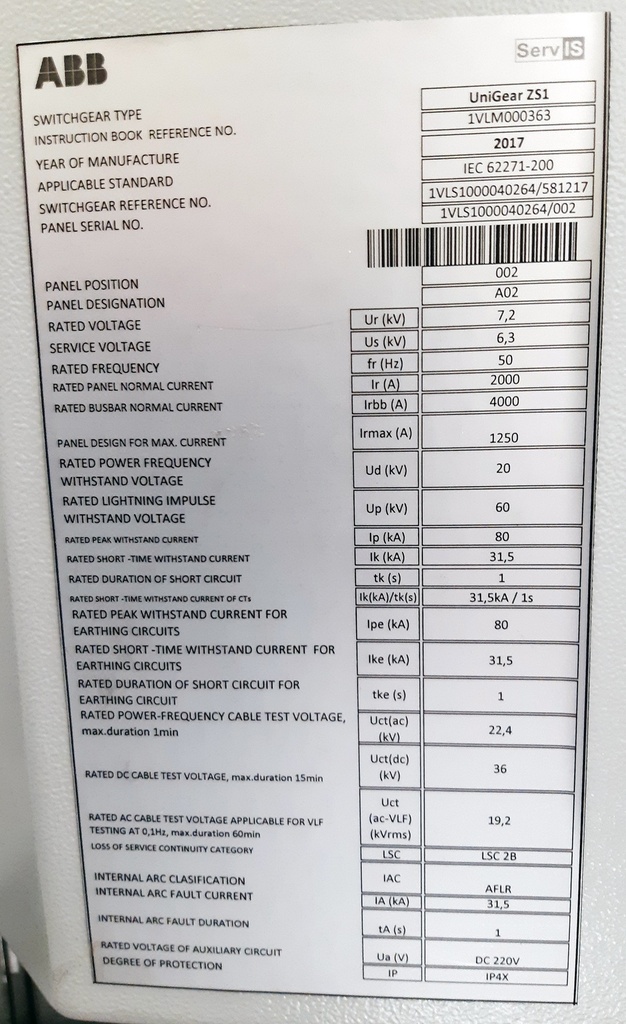 ABB
ServIS
SWITCHGEAR TYPE UniGear ZS1
INSTRUCTION BOOK REFERENCE NO. 1VLM000363
YEAR OF MANUFACTURE 2017
APPLICABLE STANDARD IEC 62271-200
SWITCHGEAR REFERENCE NO. 1VLS1000040264/581217
PANEL SERIAL NO. 1VLS1000040264/002
PANEL POSITION 002
PANEL DESIGNATION A02
RATED VOLTAGE Ur (kV) 7,2
SERVICE VOLTAGE Us (kV) 6,3
RATED FREQUENCY fr (Hz) 50
RATED PANEL NORMAL CURRENT Ir (A) 2000
RATED BUSBAR NORMAL CURRENT Irbb (A) 4000
PANEL DESIGN FOR MAX. CURRENT Irmax (A) 1250
RATED POWER FREQUENCY
WITHSTAND VOLTAGE Ud (kV) 20
RATED LIGHTNING IMPULSE
WITHSTAND VOLTAGE Up (kV) 60
RATED PEAK WITHSTAND CURRENT Ip (kA) 80
RATED SHORT -TIME WITHSTAND CURRENT Ik (kA) 31,5
RATED DURATION OF SHORT CIRCUIT tk (s) 1
RATED SHORT -TIME WITHSTAND CURRENT OF CTs Ik(kA)/tk(s) 31,5kA / 1s
RATED PEAK WITHSTAND CURRENT FOR
EARTHING CIRCUITS Ipe (kA) 80
RATED SHORT -TIME WITHSTAND CURRENT FOR
EARTHING CIRCUITS Ike (kA) 31,5
RATED DURATION OF SHORT CIRCUIT FOR
EARTHING CIRCUIT tke (s) 1
RATED POWER-FREQUENCY CABLE TEST VOLTAGE, Uct(ac)
max.duration 1min (kV) 22,4
Uct(dc)
RATED DC CABLE TEST VOLTAGE, max.duration 15min (kV) 36
Uct
RATED AC CABLE TEST VOLTAGE APPLICABLE FOR VLF (ac-VLF) 19,2
TESTING AT 0,1Hz, max.duration 60min (kVrms)
LOSS OF SERVICE CONTINUITY CATEGORY LSC LSC 2B
INTERNAL ARC CLASIFICATION IAC AFLR
INTERNAL ARC FAULT CURRENT IA (kA) 31,5
INTERNAL ARC FAULT DURATION tA (s) 1
RATED VOLTAGE OF AUXILIARY CIRCUIT Ua (V) DC 220V
DEGREE OF PROTECTION IP IP4X